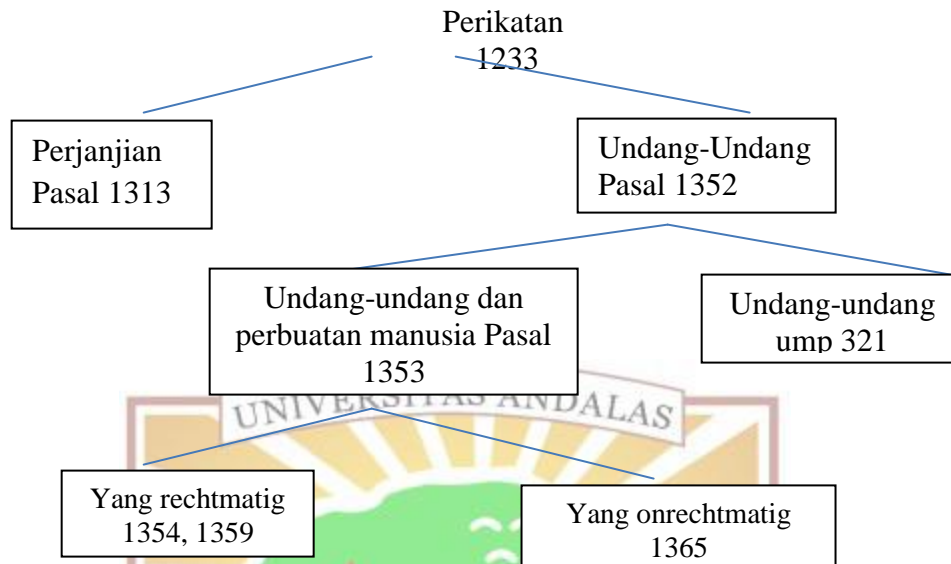 Perikatan
1233
Perjanjian
Pasal 1313
Undang-Undang
Pasal 1352
Undang-undang dan
perbuatan manusia Pasal
1353
Undang-undang
ump 321
UNIVERSITAS ANDALAS
Yang rechtmatig
1354, 1359
Yang onrechtmatig
1365